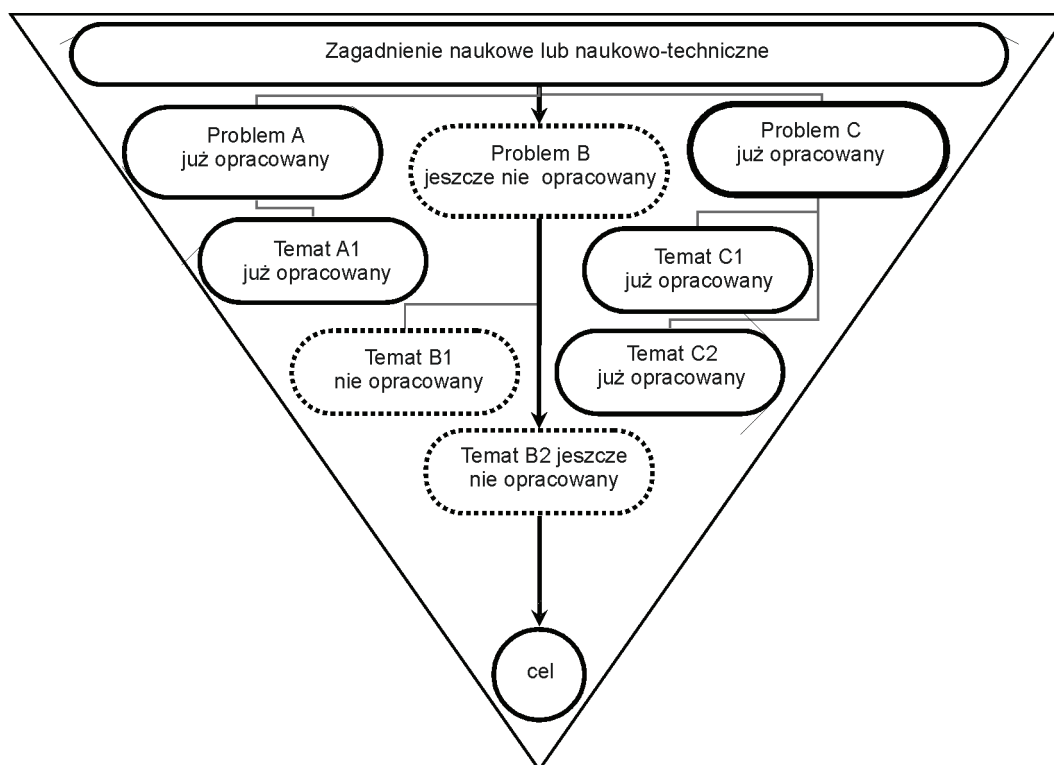 Zagadnienie naukowe lub naukowo-techniczne
Problem A
już opracowany
Problem B
jeszcze nie opracowany
Problem C
już opracowany
Temat A1
już opracowany
Temat C1
już opracowany
Temat B1
nie opracowany
Temat C2
już opracowany
Temat B2 jeszcze
nie opracowany
cel